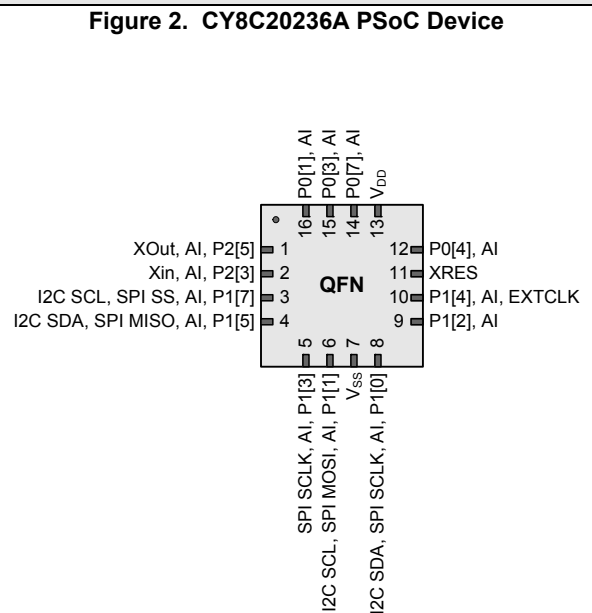 Figure 2. CY8C20236A PSoC Device
P0[1], AI
P0[3], AI
P0[7], AI
VDD
16
15
14
13
XOut, AI, P2[5] 1
Xin, AI, P2[3] 2
I2C SCL, SPI SS, AI, P1[7] 3
I2C SDA, SPI MISO, AI, P1[5] 4
QFN
12 P0[4], AI
11 XRES
10 P1[4], AI, EXTCLK
9 P1[2], AI
5
6
7
8
SPI SCLK, AI, P1[3]
I2C SCL, SPI MOSI, AI, P1[1]
VSS
I2C SDA, SPI SCLK, AI, P1[0]